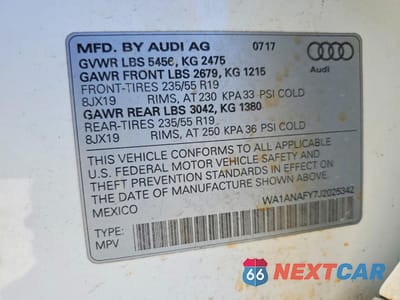 MFD. BY AUDI AG 0717
GVWR LBS 5456, KG 2475
GAWR FRONT LBS 2679, KG 1215
FRONT-TIRES 235/55 R19
8JX19 RIMS, AT 230 KPA 33 PSI COLD
GAWR REAR LBS 3042, KG 1380
REAR-TIRES 235/55 R19
8JX19 RIMS, AT 250 KPA 36 PSI COLD
Audi
THIS VEHICLE CONFORMS TO ALL APPLICABLE
U.S. FEDERAL MOTOR VEHICLE SAFETY AND
THEFT PREVENTION STANDARDS IN EFFECT ON
THE DATE OF MANUFACTURE SHOWN ABOVE
MEXICO WA1ANAFY7J2025342
TYPE:
MPV
66 NEXTCAR